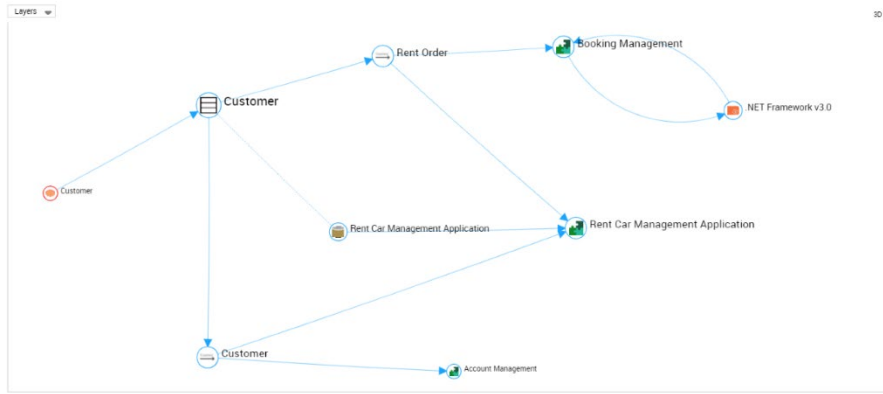 Layers
3D
Booking Management
Rent Order
Customer
.NET Framework v3.0
Customer
Rent Car Management Application
Rent Car Management Application
Customer
Account Management